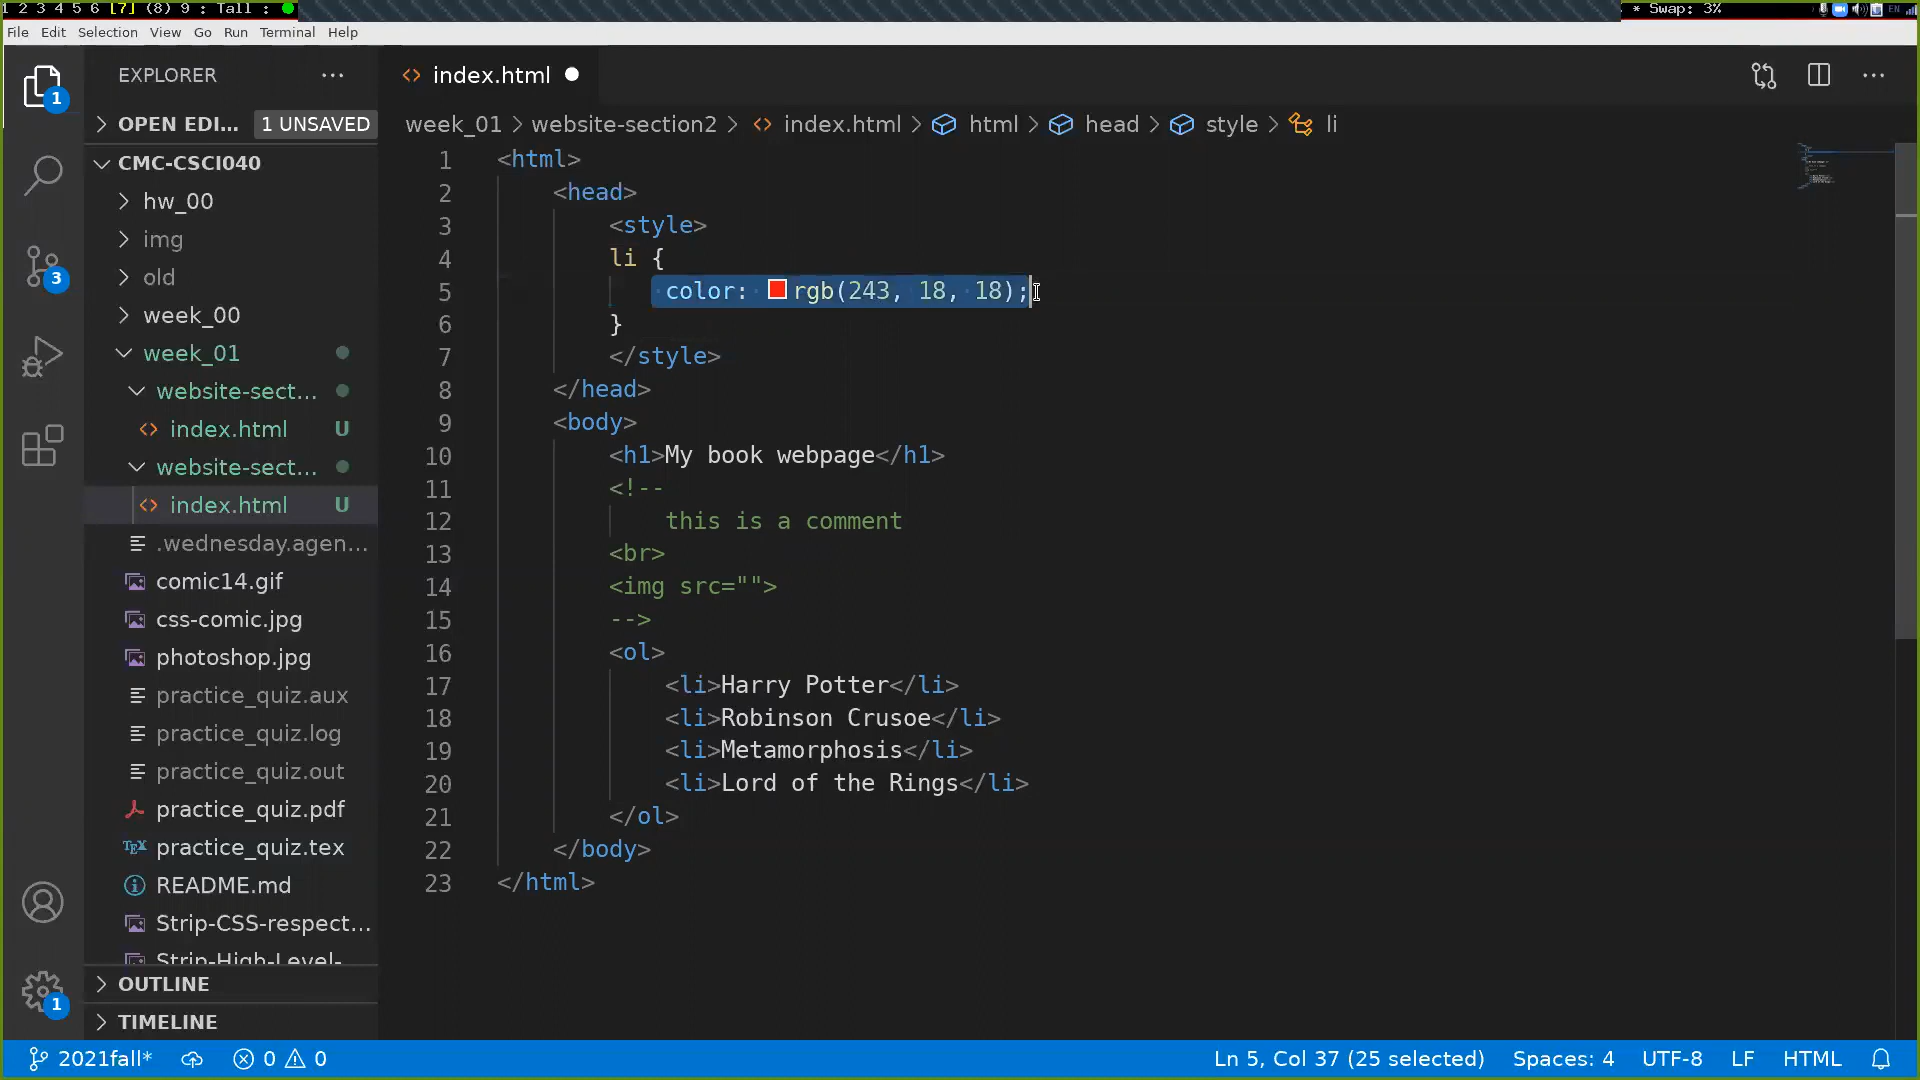 1 2 3 4 5 6 [7] (8) 9 : Tall :
* Swap: 3%
EN
File Edit Selection View Go Run Terminal Help
EXPLORER ...
index.html
1
OPEN EDI... 1 UNSAVED
week_01 > website-section2 > index.html > html > head > style > li
CMC-CSCI040
hw_00
img
old
3
week_00
week_01
website-sect...
index.html U
website-sect...
index.html U
.wednesday.agen...
comic14.gif
css-comic.jpg
photoshop.jpg
practice_quiz.aux
practice_quiz.log
practice_quiz.out
practice_quiz.pdf
TEX practice_quiz.tex
README.md
Strip-CSS-respect...
Strip-High-Level-
OUTLINE
1
TIMELINE
1 <html>
2 <head>
3 <style>
4 li {
5 color: rgb(243, 18, 18);
6 }
7 </style>
8 </head>
9 <body>
10 <h1>My book webpage</h1>
11 <!--
12 this is a comment
13 <br>
14 <img src="">
15 -->
16 <ol>
17 <li>Harry Potter</li>
18 <li>Robinson Crusoe</li>
19 <li>Metamorphosis</li>
20 <li>Lord of the Rings</li>
21 </ol>
22 </body>
23 </html>
2021fall* 0 0 Ln 5, Col 37 (25 selected) Spaces: 4 UTF-8 LF HTML